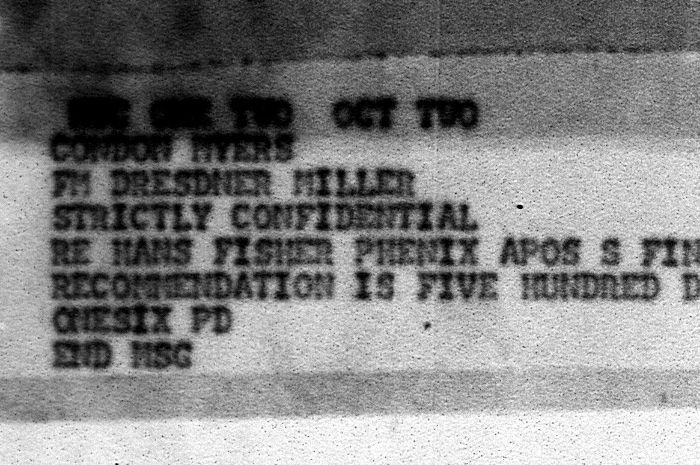 ONE TWO OCT TWO
CONDON MYERS
FM DRESDNER MILLER
STRICTLY CONFIDENTIAL
RE HANS FISHER PHENIX APOS S FIN
RECOMMENDATION IS FIVE HUNDRED D
ONESIX PD
END MSG